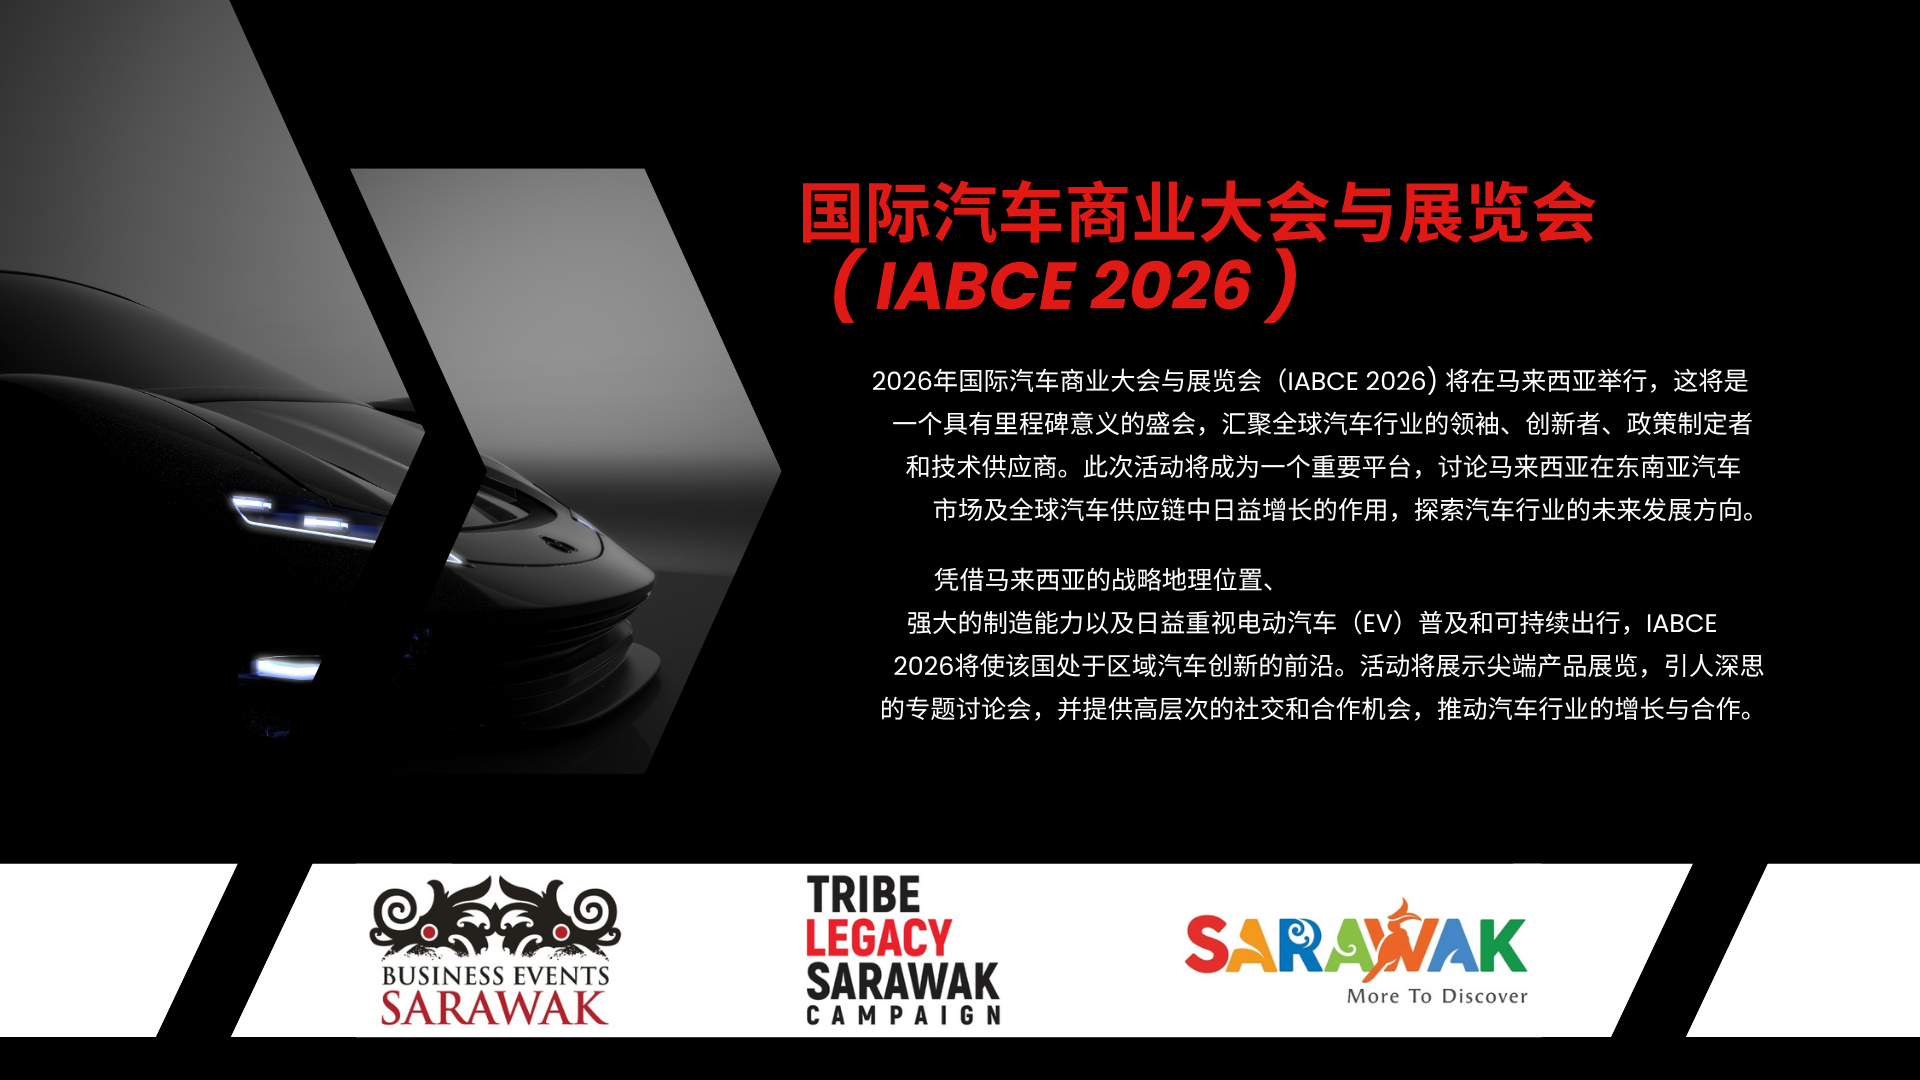 国际汽车商业大会与展览会
( IABCE 2026 )
2026年国际汽车商业大会与展览会（IABCE 2026) 将在马来西亚举行，这将是
一个具有里程碑意义的盛会，汇聚全球汽车行业的领袖、创新者、政策制定者
和技术供应商。此次活动将成为一个重要平台，讨论马来西亚在东南亚汽车
市场及全球汽车供应链中日益增长的作用，探索汽车行业的未来发展方向。
凭借马来西亚的战略地理位置、
强大的制造能力以及日益重视电动汽车（EV）普及和可持续出行，IABCE
2026将使该国处于区域汽车创新的前沿。活动将展示尖端产品展览，引人深思
的专题讨论会，并提供高层次的社交和合作机会，推动汽车行业的增长与合作。
BUSINESS EVENTS
SARAWAK
TRIBE
LEGACY
SARAWAK
CAMPAIGN
SARAWAK
More To Discover